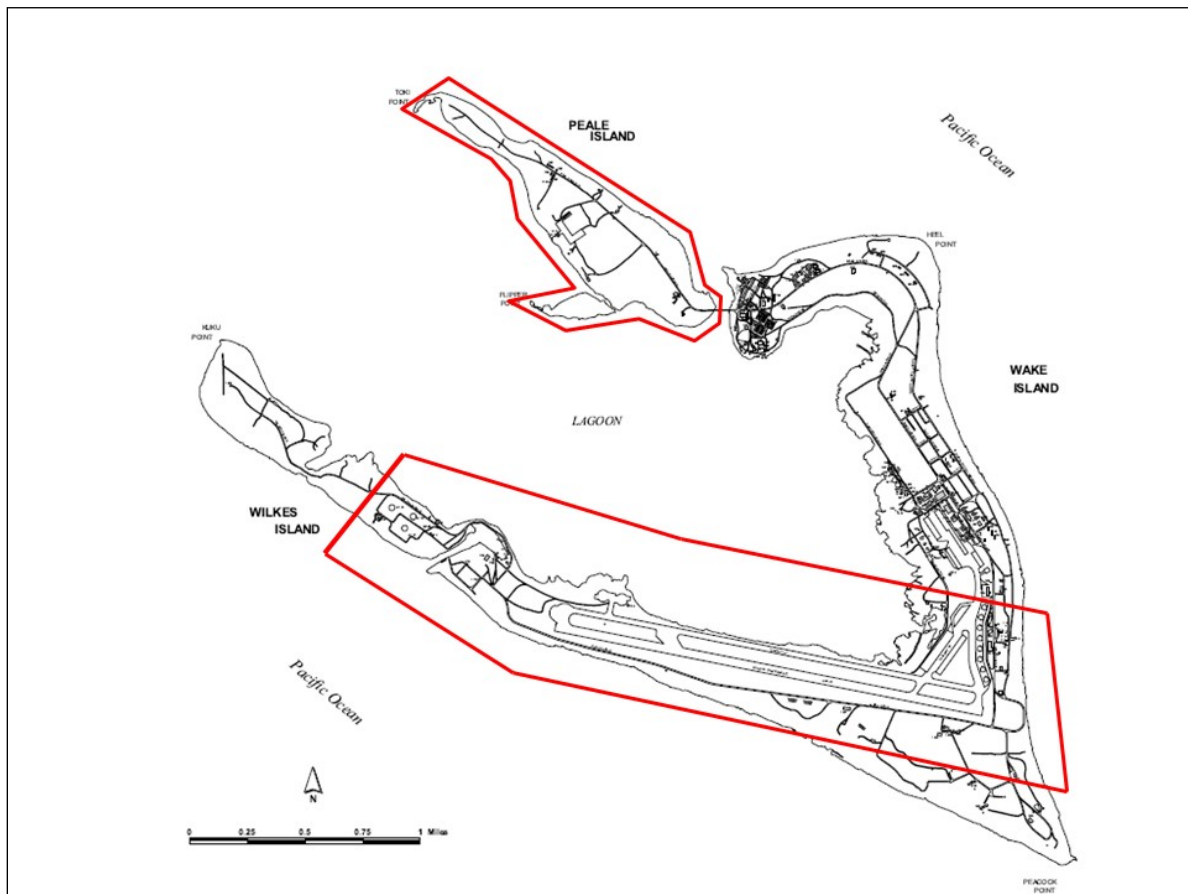 TOKI
POINT
PEALE
ISLAND
Pacific Ocean
HEEL
POINT
FLIPPER
KUKU
POINT
WAKE
ISLAND
LAGOON
WILKES
ISLAND
Pacific Ocean
N
0 0.25 0.5 0.75 1 Miles
PEACOCK
POINT